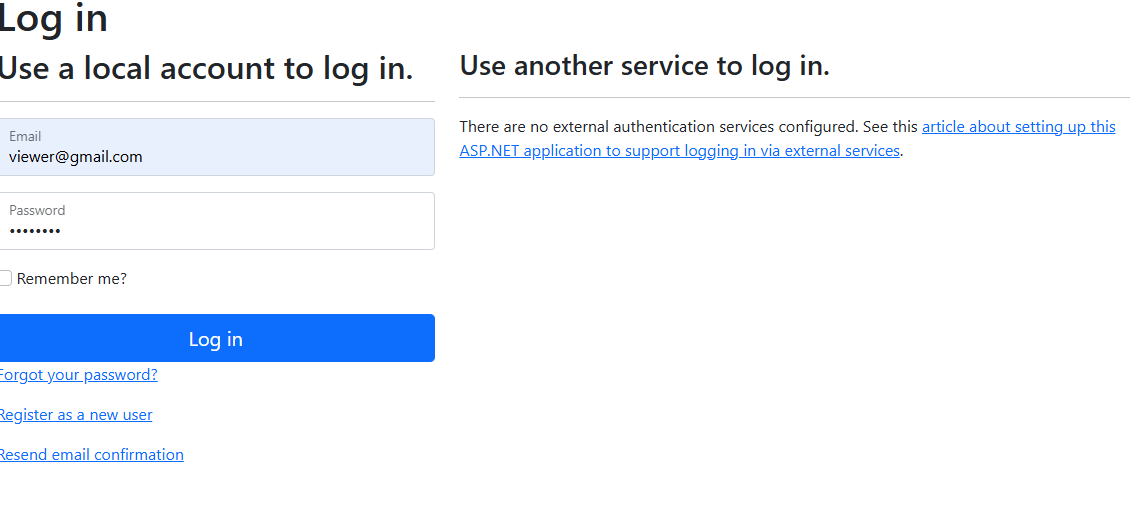 Log in
Use a local account to log in.
Email
viewer@gmail.com
Password
••••••••
Remember me?
Log in
Forgot your password?
Register as a new user
Resend email confirmation
Use another service to log in.
There are no external authentication services configured. See this article about setting up this
ASP.NET application to support logging in via external services.